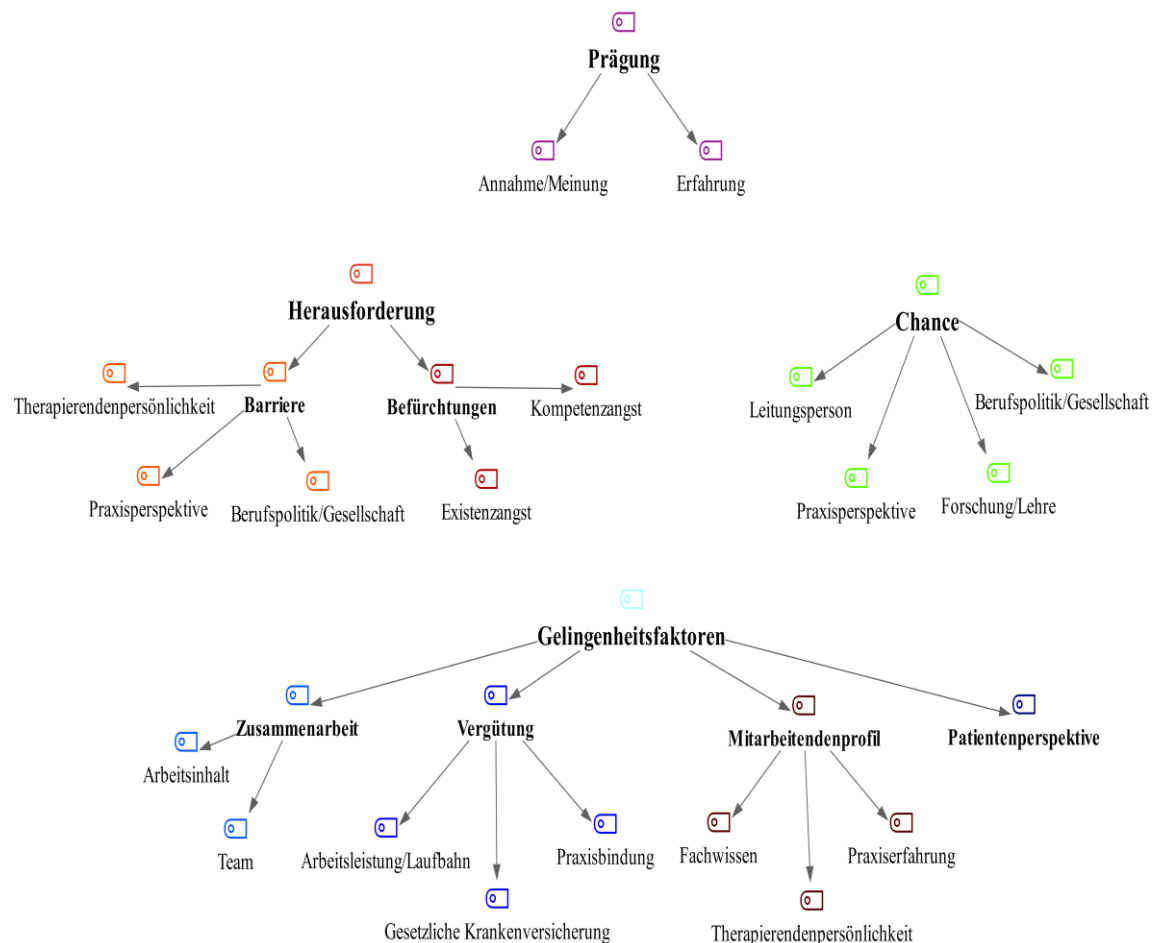 Prägung
Annahme/Meinung
Erfahrung
Herausforderung
Chance
Therapierendenpersönlichkeit
Barriere
Befürchtungen
Kompetenzangst
Leitungsperson
Berufspolitik/Gesellschaft
Praxisperspektive
Berufspolitik/Gesellschaft
Existenzangst
Praxisperspektive
Forschung/Lehre
Gelingenheitsfaktoren
Zusammenarbeit
Vergütung
Mitarbeitendenprofil
Patientenperspektive
Arbeitsinhalt
Team
Arbeitsleistung/Laufbahn
Praxisbindung
Fachwissen
Praxiserfahrung
Gesetzliche Krankenversicherung
Therapierendenpersönlichkeit